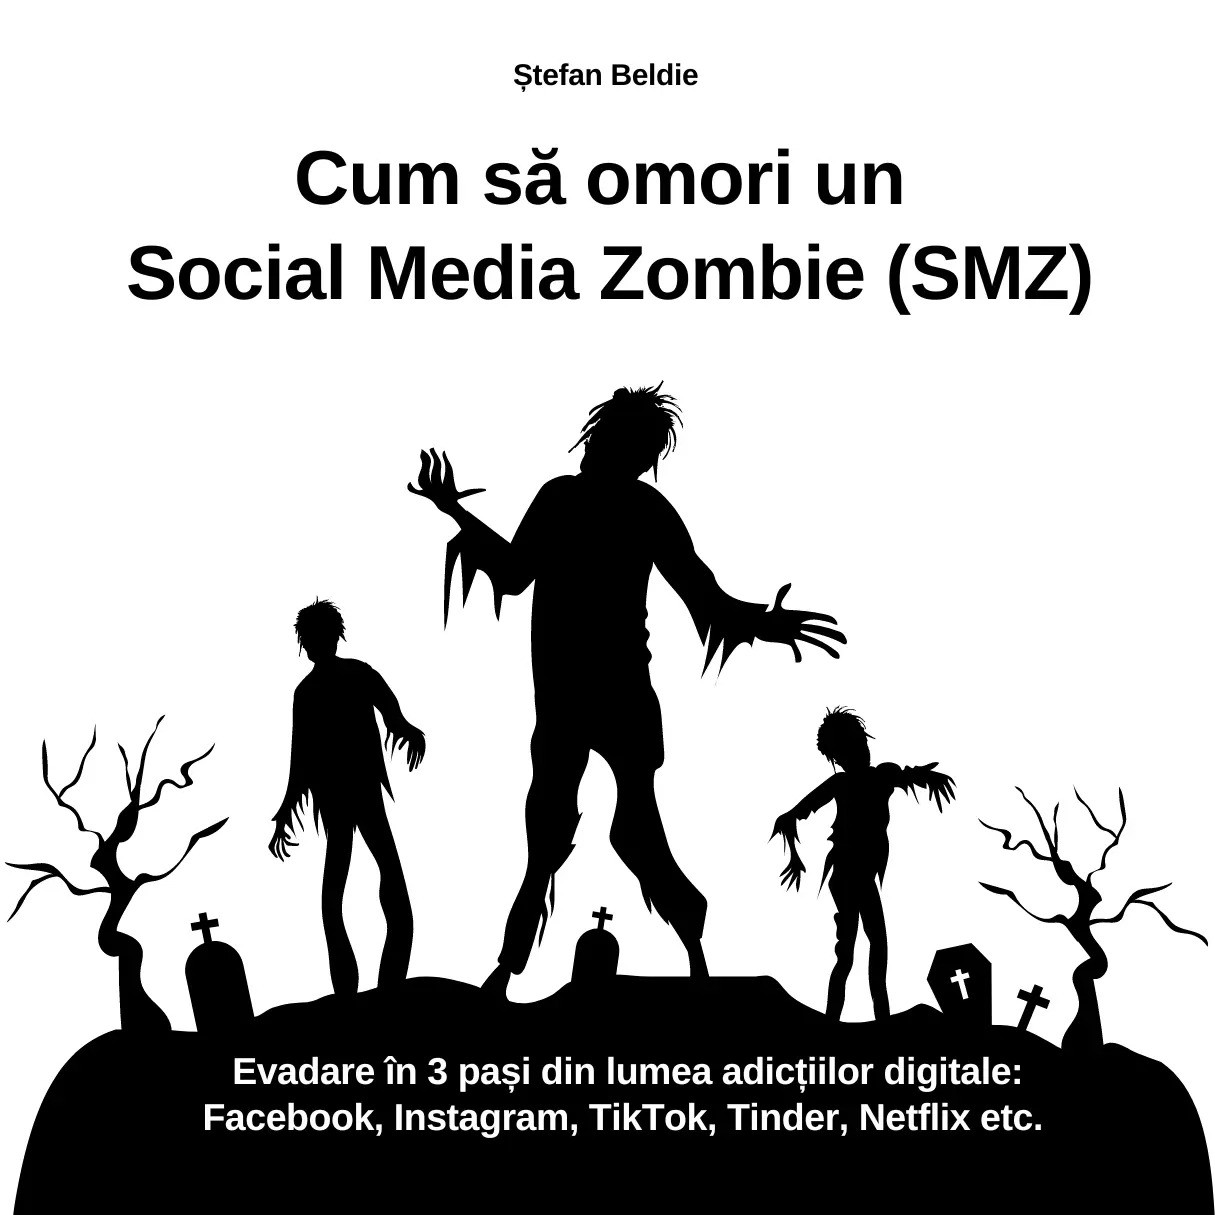 Ștefan Beldie
Cum să omori un
Social Media Zombie (SMZ)
Evadare în 3 pași din lumea adicțiilor digitale:
Facebook, Instagram, TikTok, Tinder, Netflix etc.